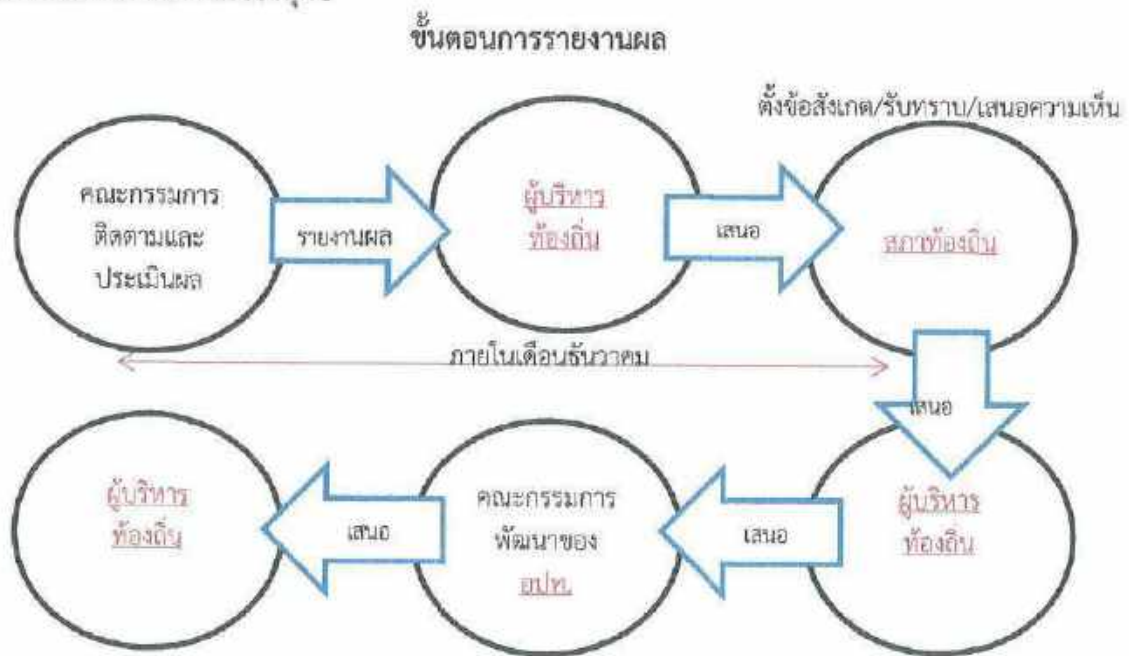 ขั้นตอนการรายงานผล
ตั้งข้อสังเกต/รับทราบ/เสนอความเห็น
คณะกรรมการ
ติดตามและ
ประเมินผล
รายงานผล
ผู้บริหาร
ท้องถิ่น
เสนอ
สภาท้องถิ่น
ภายในเดือนธันวาคม
เสนอ
ผู้บริหาร
ท้องถิ่น
เสนอ
คณะกรรมการ
พัฒนาของ
อปท.
เสนอ
ผู้บริหาร
ท้องถิ่น